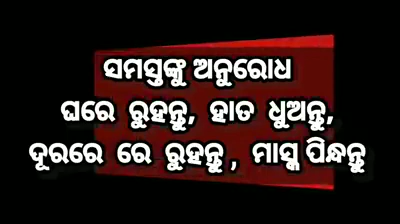 ସମସ୍ତଙ୍କୁ ଅନୁରୋଧ
ଘରେ ରୁହନ୍ତୁ, ହାତ ଧୁଅନ୍ତୁ,
ଦୂରରେ ରେ ରୁହନ୍ତୁ, ମାସ୍କ ପିନ୍ଧନ୍ତୁ